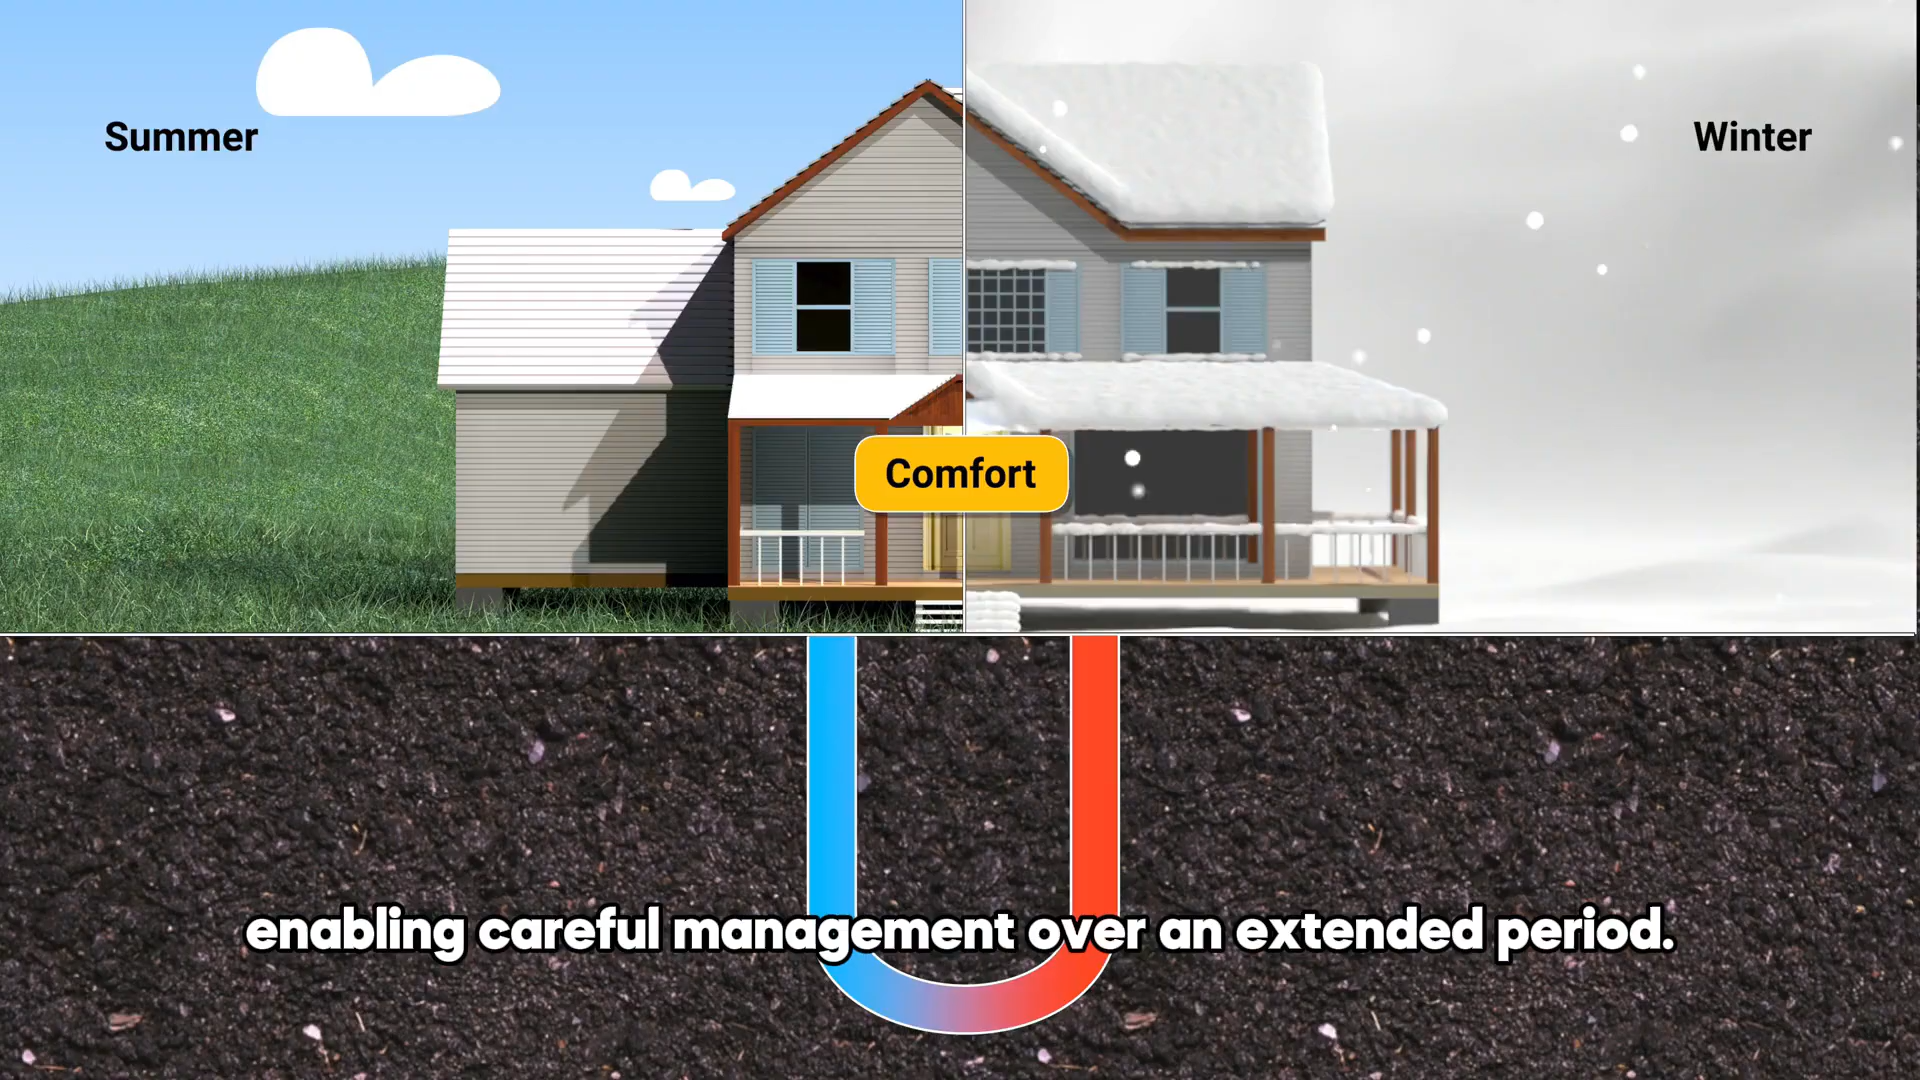 Summer
Winter
Comfort
enabling careful management over an extended period.